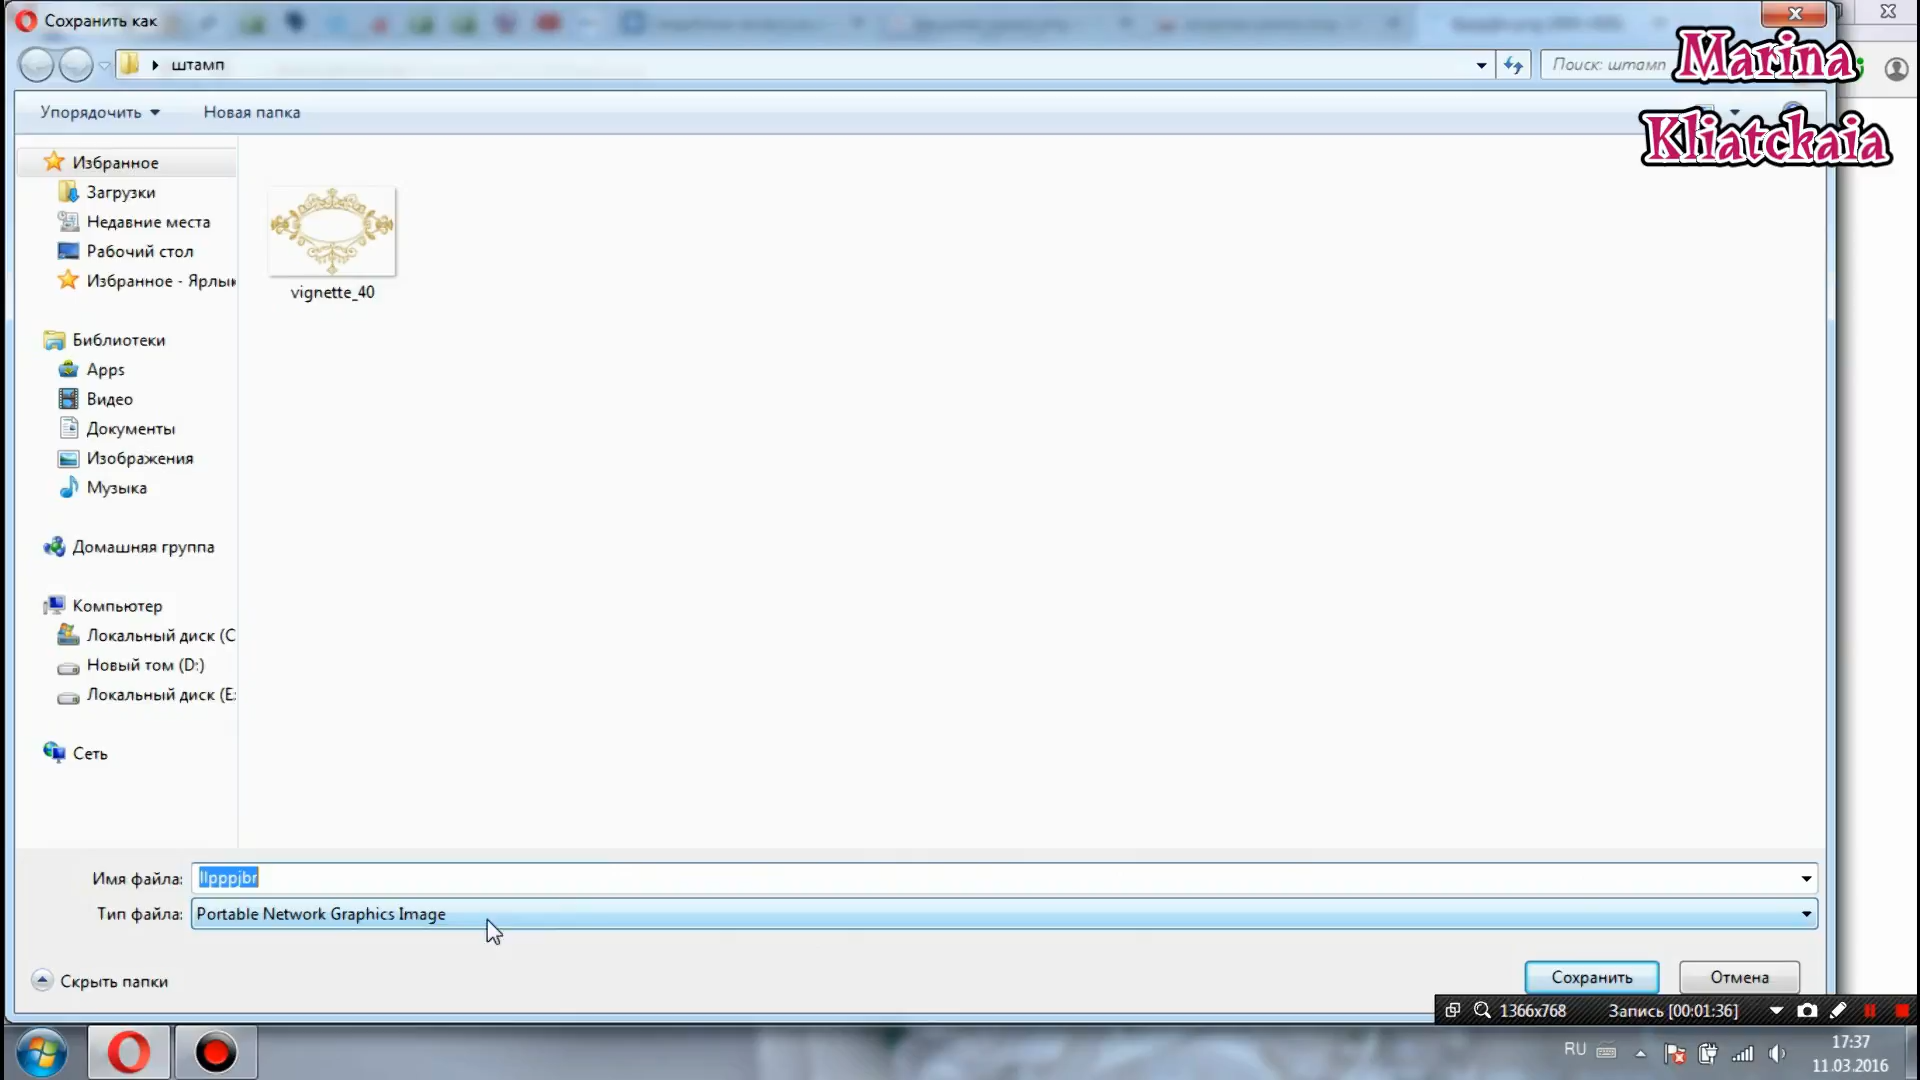 Сохранить как
штамп
Поиск: штамп
Marina
Kliatckaia
Упорядочить
Новая папка
Избранное
Загрузки
Недавние места
Рабочий стол
Избранное - Ярлык
vignette_40
Библиотеки
Apps
Видео
Документы
Изображения
Музыка
Домашняя группа
Компьютер
Локальный диск (C
Новый том (D:)
Локальный диск (E:
Сеть
Имя файла: llpppjbr
Тип файла: Portable Network Graphics Image
Скрыть папки
Сохранить
Отмена
1366x768 Запись [00:01:36]
RU
17:37
11.03.2016